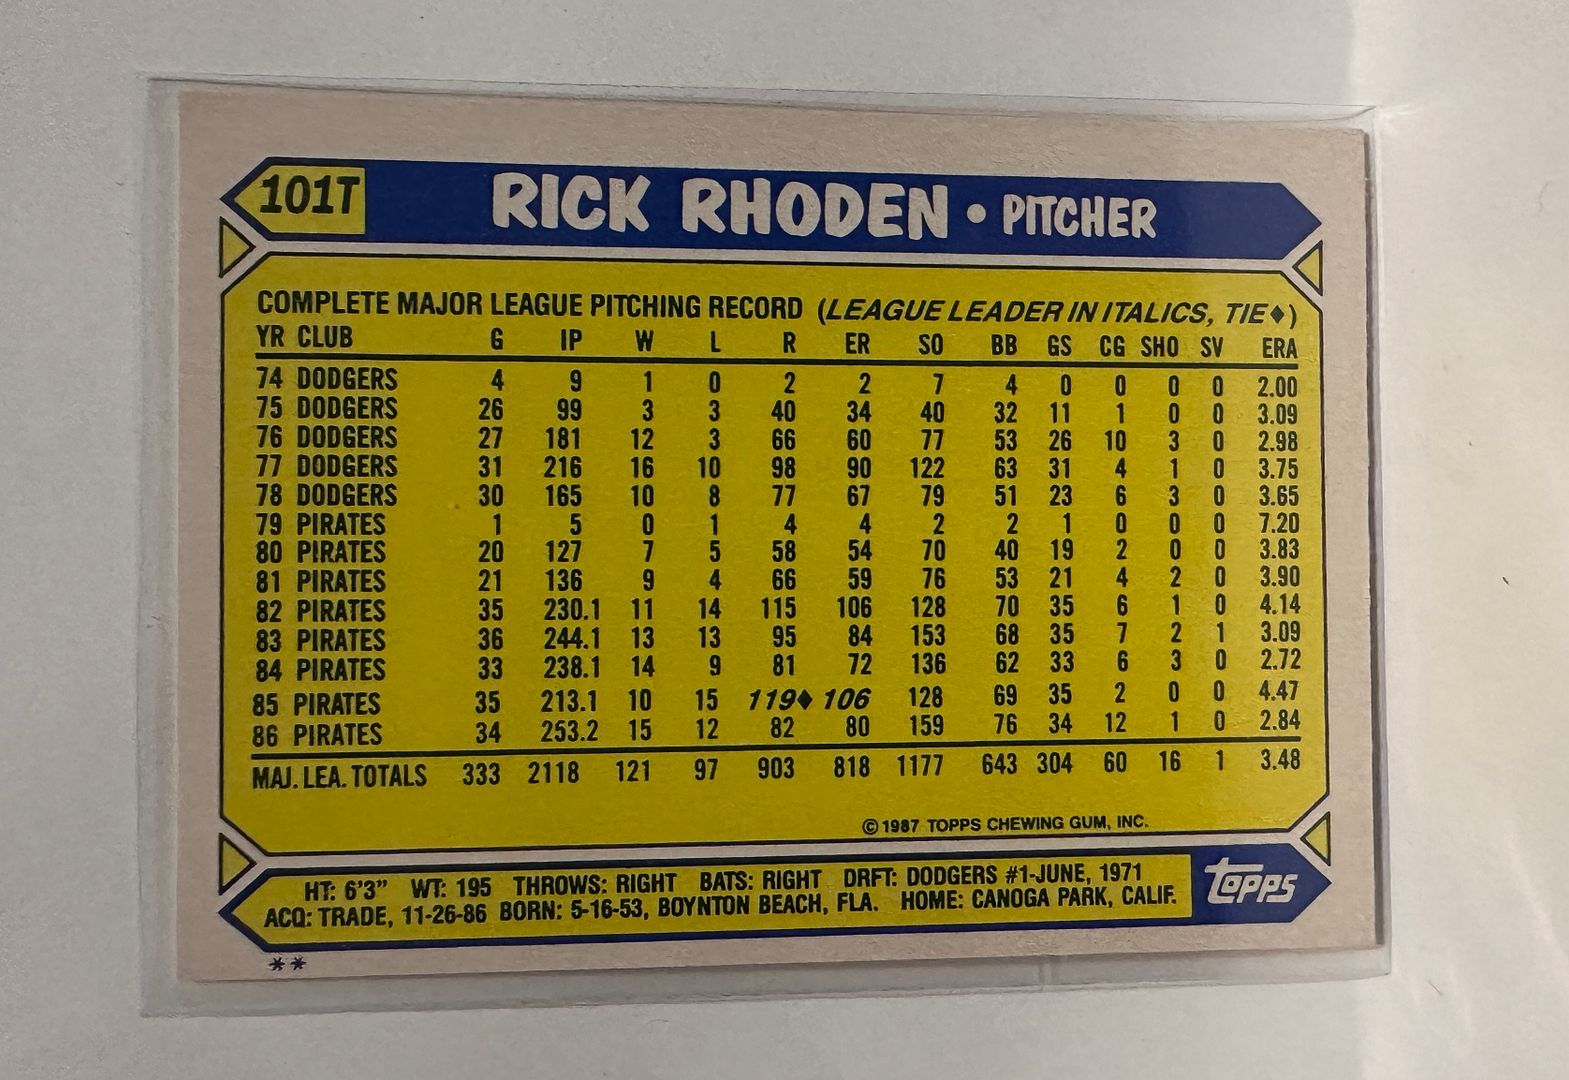 101T RICK RHODEN • PITCHER
COMPLETE MAJOR LEAGUE PITCHING RECORD (LEAGUE LEADER IN ITALICS, TIE♦)
YR CLUB G IP W L R ER SO BB GS CG SHO SV ERA
74 DODGERS 4 9 1 0 2 2 7 4 0 0 0 0 2.00
75 DODGERS 26 99 3 3 40 34 40 32 11 1 0 0 3.09
76 DODGERS 27 181 12 3 66 60 77 53 26 10 3 0 2.98
77 DODGERS 31 216 16 10 98 90 122 63 31 4 1 0 3.75
78 DODGERS 30 165 10 8 77 67 79 51 23 6 3 0 3.65
79 PIRATES 1 5 0 1 4 4 2 2 1 0 0 0 7.20
80 PIRATES 20 127 7 5 58 54 70 40 19 2 0 0 3.83
81 PIRATES 21 136 9 4 66 59 76 53 21 4 2 0 3.90
82 PIRATES 35 230.1 11 14 115 106 128 70 35 6 1 0 4.14
83 PIRATES 36 244.1 13 13 95 84 153 68 35 7 2 1 3.09
84 PIRATES 33 238.1 14 9 81 72 136 62 33 6 3 0 2.72
85 PIRATES 35 213.1 10 15 119♦ 106 128 69 35 2 0 0 4.47
86 PIRATES 34 253.2 15 12 82 80 159 76 34 12 1 0 2.84
MAJ. LEA. TOTALS 333 2118 121 97 903 818 1177 643 304 60 16 1 3.48
© 1987 TOPPS CHEWING GUM, INC.
HT: 6'3" WT: 195 THROWS: RIGHT BATS: RIGHT DRFT: DODGERS #1-JUNE, 1971
ACQ: TRADE, 11-26-86 BORN: 5-16-53, BOYNTON BEACH, FLA. HOME: CANOGA PARK, CALIF.
topps
**